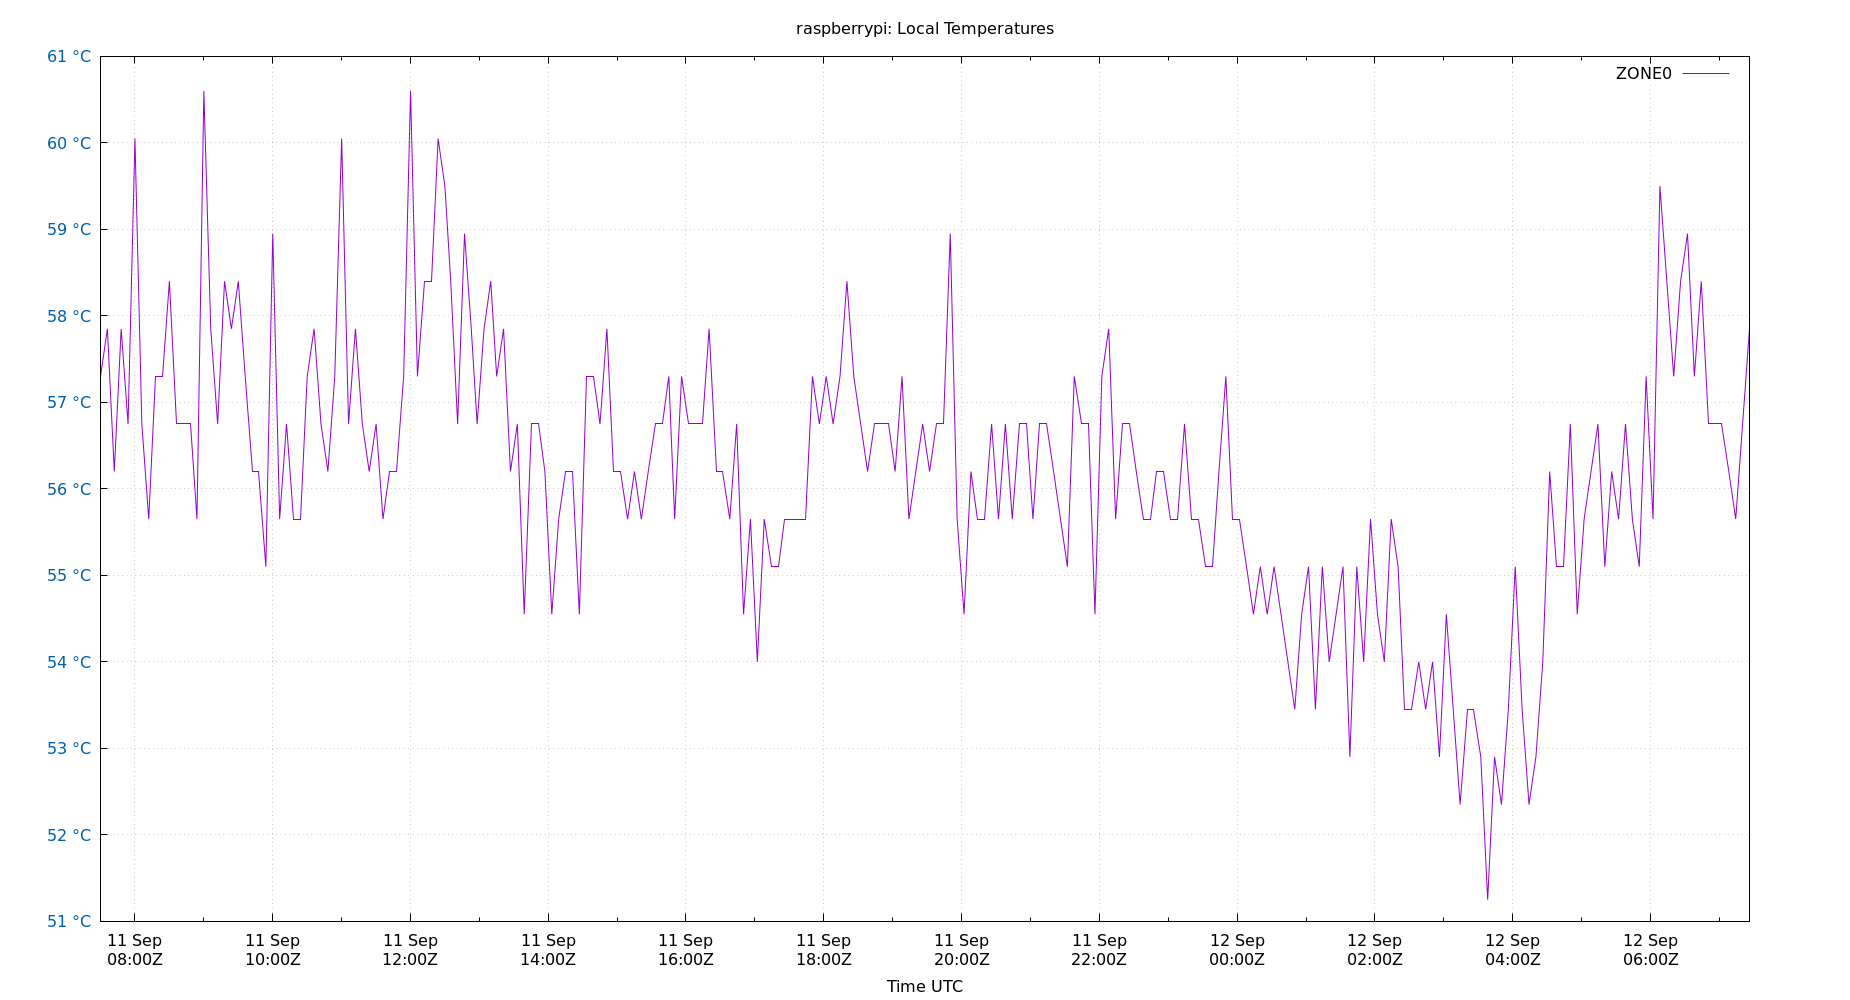 raspberrypi: Local Temperatures
61 °C
ZONE0
60 °C
59 °C
58 °C
57 °C
56 °C
55 °C
54 °C
53 °C
52 °C
51 °C
11 Sep 11 Sep 11 Sep 11 Sep 11 Sep 11 Sep 11 Sep 11 Sep 12 Sep 12 Sep 12 Sep 12 Sep
08:00Z 10:00Z 12:00Z 14:00Z 16:00Z 18:00Z 20:00Z 22:00Z 00:00Z 02:00Z 04:00Z 06:00Z
Time UTC